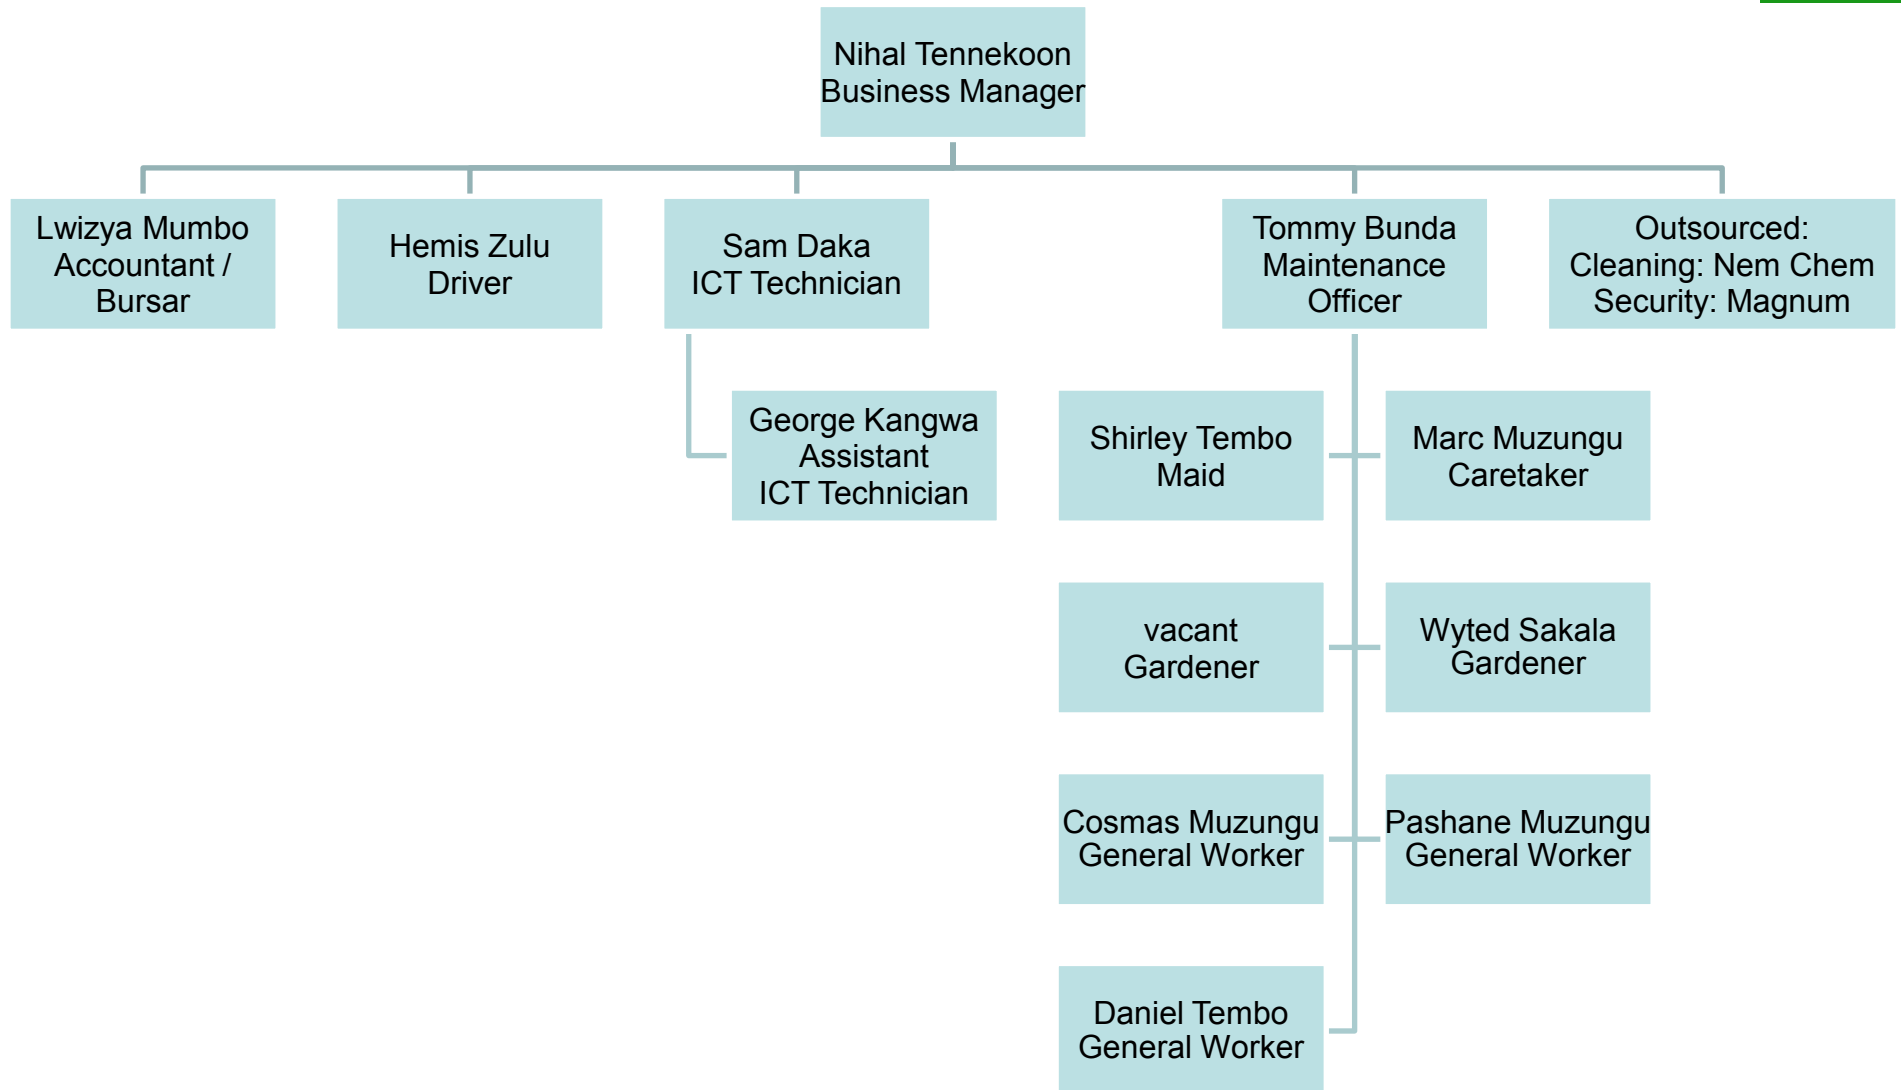 Nihal Tennekoon
Business Manager
Lwizya Mumbo
Accountant /
Bursar
Hemis Zulu
Driver
Sam Daka
ICT Technician
Tommy Bunda
Maintenance
Officer
Outsourced:
Cleaning: Nem Chem
Security: Magnum
George Kangwa
Assistant
ICT Technician
Shirley Tembo
Maid
Marc Muzungu
Caretaker
vacant
Gardener
Wyted Sakala
Gardener
Cosmas Muzungu
General Worker
Pashane Muzungu
General Worker
Daniel Tembo
General Worker